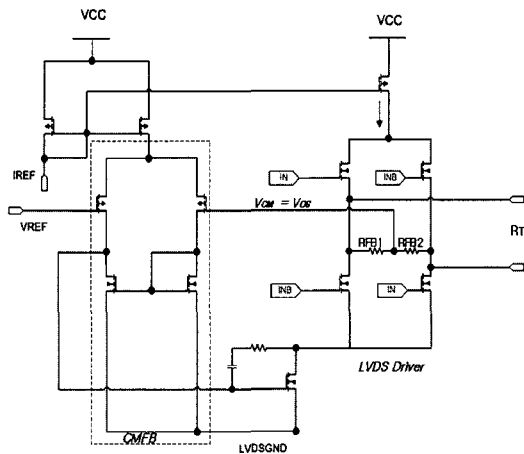 VCC
VCC
IREF
IN
INB
VREF
VCM = VOS
RFB1
RFB2
RT
INB
IN
LVDS Driver
CMFB
LVDSGND